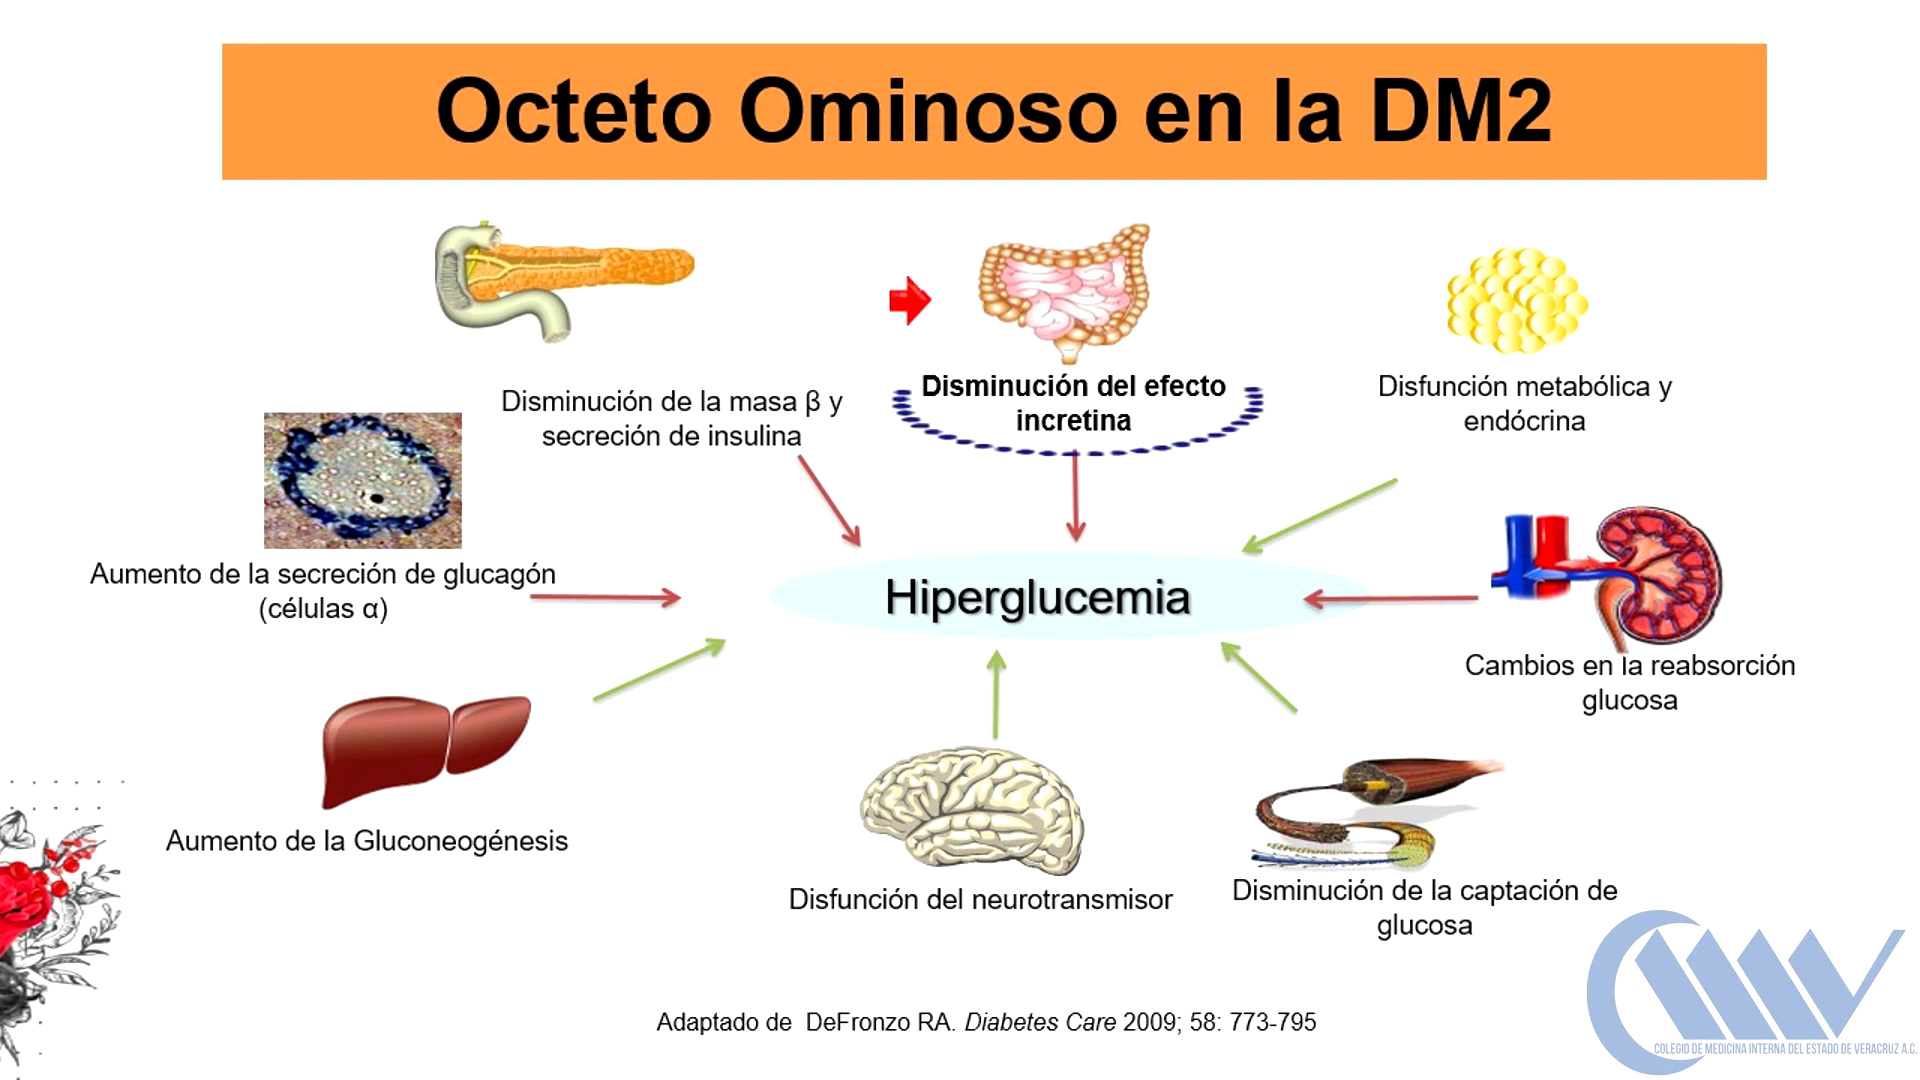 Octeto Ominoso en la DM2
Disminución de la masa β y
secreción de insulina
Disminución del efecto
incretina
Disfunción metabólica y
endócrina
Aumento de la secreción de glucagón
(células α)
Hiperglucemia
Cambios en la reabsorción
glucosa
Aumento de la Gluconeogénesis
Disfunción del neurotransmisor
Disminución de la captación de
glucosa
Adaptado de DeFronzo RA. Diabetes Care 2009; 58: 773-795
COLEGIO DE MEDICINA INTERNA DEL ESTADO DE VERACRUZ A.C.